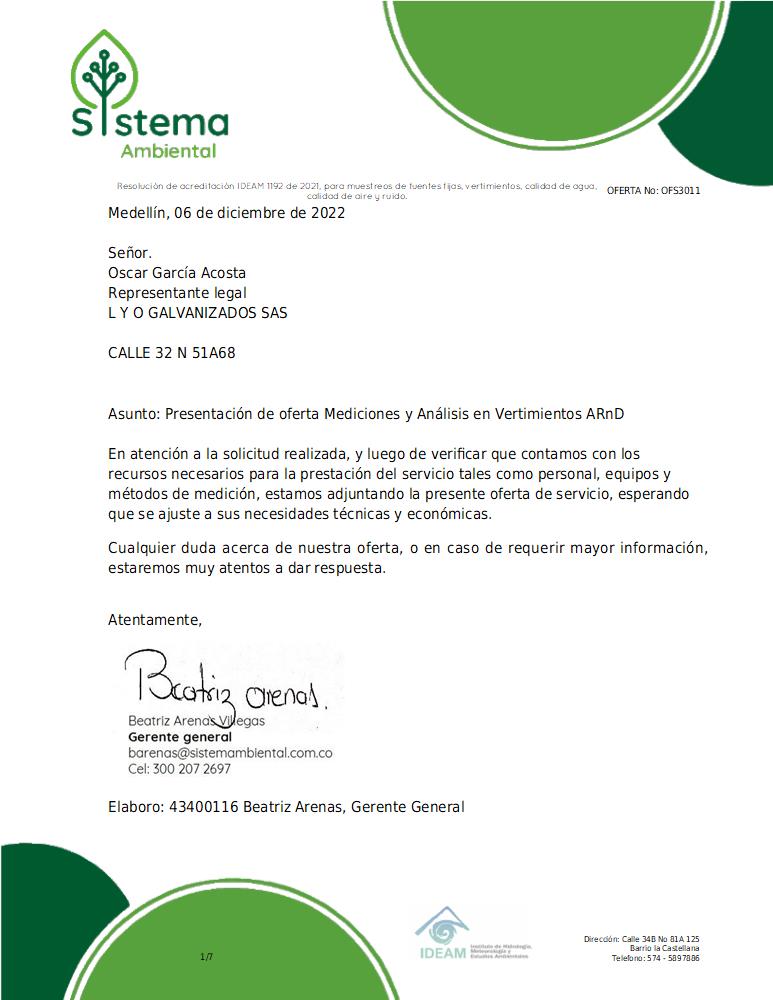 Sistema
Ambiental
Resolución de acreditación IDEAM 1192 de 2021, para muestreos de fuentes fijas, vertimientos, calidad de agua,
calidad de aire y ruido.
OFERTA No: OFS3011
Medellín, 06 de diciembre de 2022
Señor.
Oscar García Acosta
Representante legal
L Y O GALVANIZADOS SAS
CALLE 32 N 51A68
Asunto: Presentación de oferta Mediciones y Análisis en Vertimientos ARnD
En atención a la solicitud realizada, y luego de verificar que contamos con los
recursos necesarios para la prestación del servicio tales como personal, equipos y
métodos de medición, estamos adjuntando la presente oferta de servicio, esperando
que se ajuste a sus necesidades técnicas y económicas.
Cualquier duda acerca de nuestra oferta, o en caso de requerir mayor información,
estaremos muy atentos a dar respuesta.
Atentamente,
Beatriz Arenas.
Beatriz Arenas Villegas
Gerente general
barenas@sistemambiental.com.co
Cel: 300 207 2697
Elaboro: 43400116 Beatriz Arenas, Gerente General
1/7
IDEAM
Instituto de Hidrología,
Meteorología y
Estudios Ambientales
Dirección: Calle 34B No 81A 125
Barrio la Castellana
Telefono: 574 - 5897886